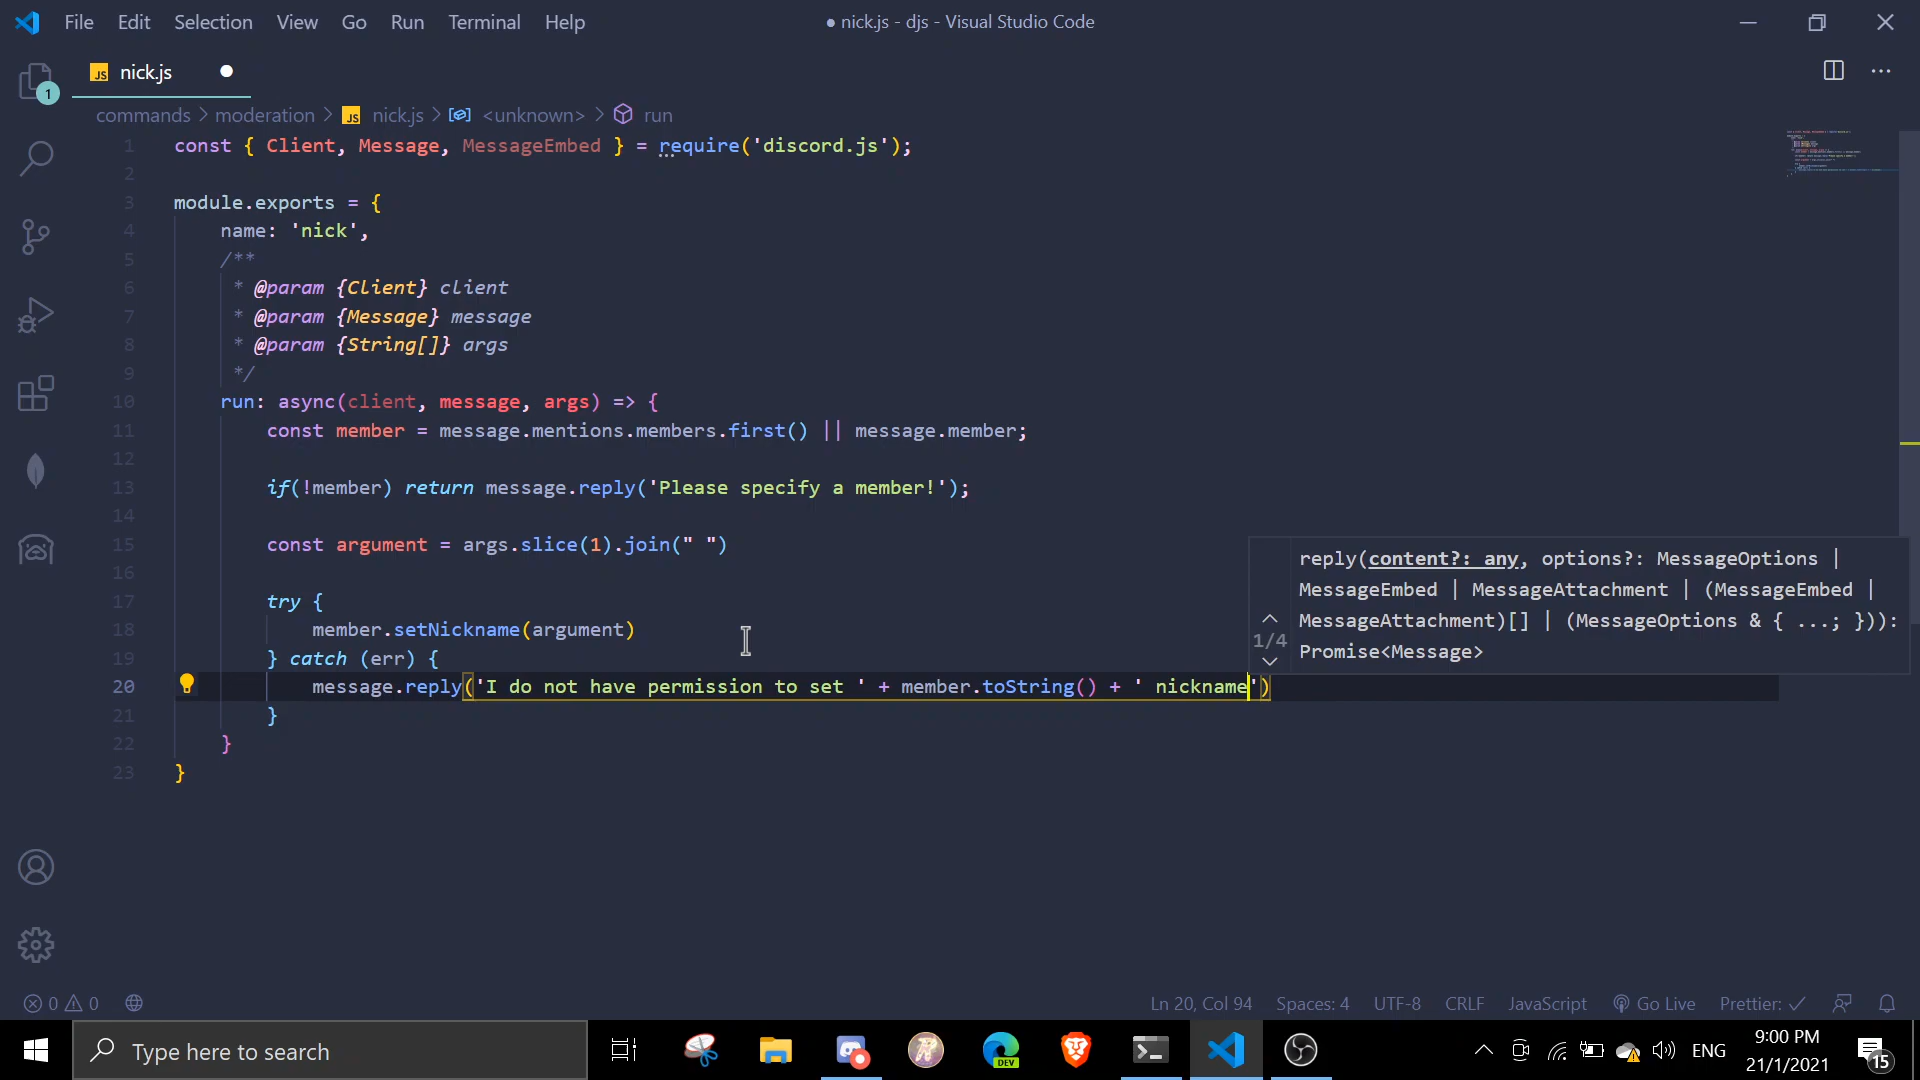 File Edit Selection View Go Run Terminal Help
● nick.js - djs - Visual Studio Code
1
JS nick.js
commands > moderation > JS nick.js > <unknown> > run
1 const { Client, Message, MessageEmbed } = require('discord.js');
2
3 module.exports = {
4 name: 'nick',
5 /**
6 * @param {Client} client
7 * @param {Message} message
8 * @param {String[]} args
9 */
10 run: async(client, message, args) => {
11 const member = message.mentions.members.first() || message.member;
12
13 if(!member) return message.reply('Please specify a member!');
14
15 const argument = args.slice(1).join(" ")
16
17 try {
18 member.setNickname(argument)
19 } catch (err) {
20 message.reply('I do not have permission to set ' + member.toString() + ' nickname')
21 }
22 }
23 }
reply(content?: any, options?: MessageOptions |
MessageEmbed | MessageAttachment | (MessageEmbed |
MessageAttachment)[] | (MessageOptions & { ...; })):
Promise<Message>
1/4
0 0
Ln 20, Col 94 Spaces: 4 UTF-8 CRLF JavaScript Go Live Prettier: ✓
Type here to search
DEV
ENG
9:00 PM
21/1/2021
15